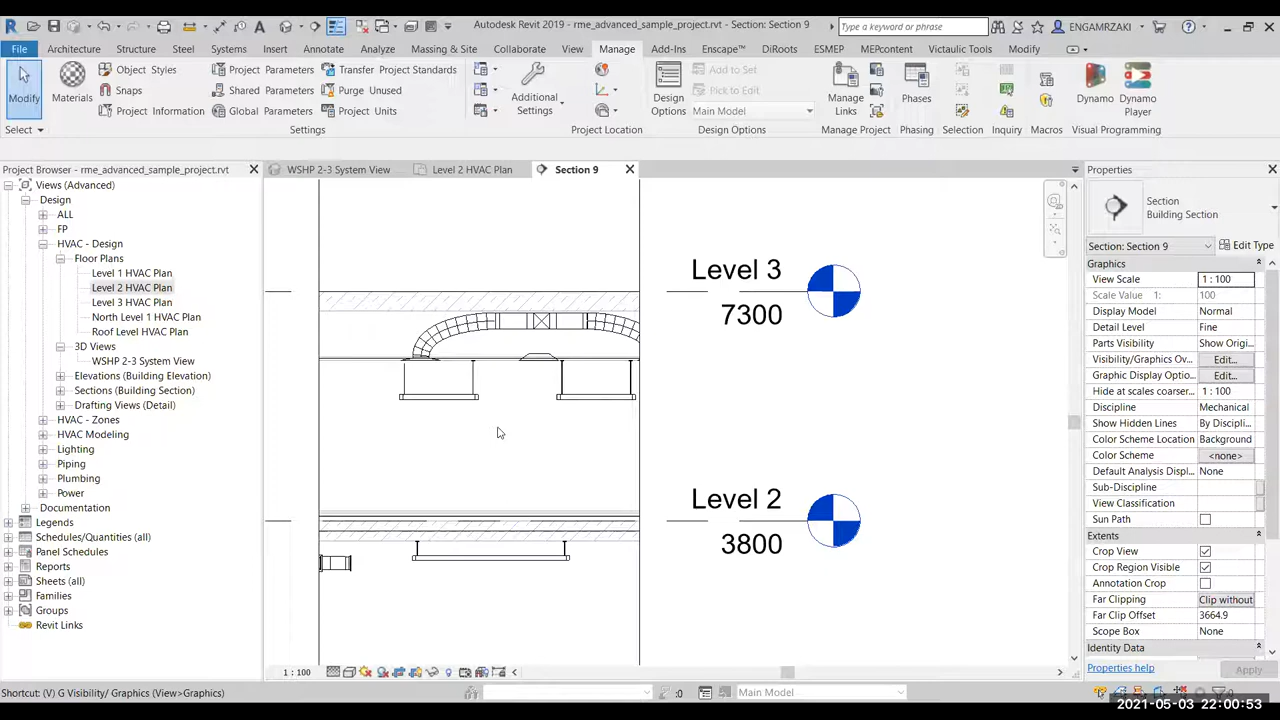 Autodesk Revit 2019 - rme_advanced_sample_project.rvt - Section: Section 9
Type a keyword or phrase
ENGAMRZAKI
File Architecture Structure Steel Systems Insert Annotate Analyze Massing & Site Collaborate View Manage Add-Ins Enscape™ DiRoots ESMEP MEPcontent Victaulic Tools Modify
Modify
Materials
Object Styles
Snaps
Project Information
Project Parameters
Shared Parameters
Global Parameters
Transfer Project Standards
Purge Unused
Project Units
Additional
Settings
Design
Options
Add to Set
Pick to Edit
Main Model
Manage
Links
Phases
Dynamo
Dynamo
Player
Select Settings Project Location Design Options Manage Project Phasing Selection Inquiry Macros Visual Programming
Project Browser - rme_advanced_sample_project.rvt
Views (Advanced)
Design
ALL
FP
HVAC - Design
Floor Plans
Level 1 HVAC Plan
Level 2 HVAC Plan
Level 3 HVAC Plan
North Level 1 HVAC Plan
Roof Level HVAC Plan
3D Views
WSHP 2-3 System View
Elevations (Building Elevation)
Sections (Building Section)
Drafting Views (Detail)
HVAC - Zones
HVAC Modeling
Lighting
Piping
Plumbing
Power
Documentation
Legends
Schedules/Quantities (all)
Panel Schedules
Reports
Sheets (all)
Families
Groups
Revit Links
WSHP 2-3 System View
Level 2 HVAC Plan
Section 9
Level 3
7300
Level 2
3800
1 : 100
Properties
Section
Building Section
Section: Section 9
Edit Type
Graphics
View Scale 1 : 100
Scale Value 1: 100
Display Model Normal
Detail Level Fine
Parts Visibility Show Origi...
Visibility/Graphics Ov... Edit...
Graphic Display Optio... Edit...
Hide at scales coarser... 1 : 100
Discipline Mechanical
Show Hidden Lines By Discipli...
Color Scheme Location Background
Color Scheme <none>
Default Analysis Displ... None
Sub-Discipline
View Classification
Sun Path
Extents
Crop View
Crop Region Visible
Annotation Crop
Far Clipping Clip without
Far Clip Offset 3664.9
Scope Box None
Identity Data
Properties help
Apply
Shortcut: (V) G Visibility/ Graphics (View>Graphics)
:0
Main Model
2021-05-03 22:00:53